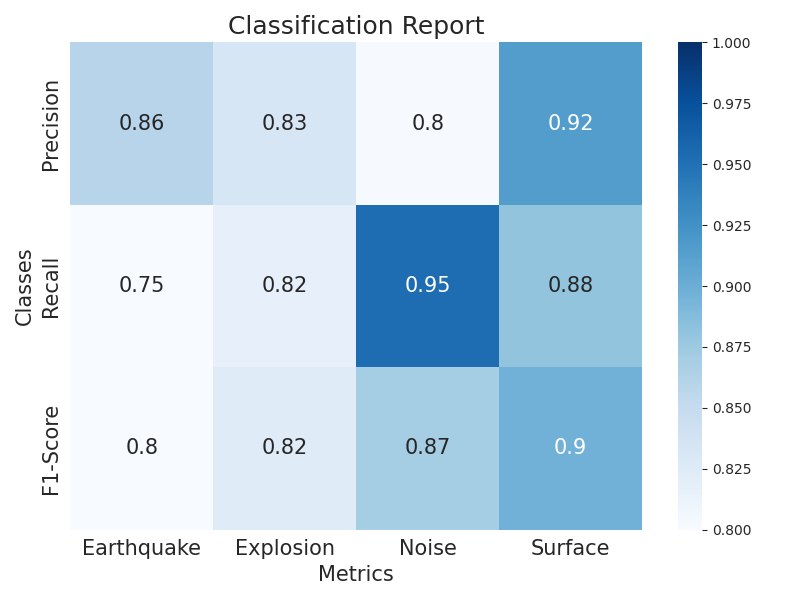 Classification Report
Classes
Precision
0.86 0.83 0.8 0.92
Recall
0.75 0.82 0.95 0.88
F1-Score
0.8 0.82 0.87 0.9
Earthquake Explosion Noise Surface
Metrics
1.000
0.975
0.950
0.925
0.900
0.875
0.850
0.825
0.800